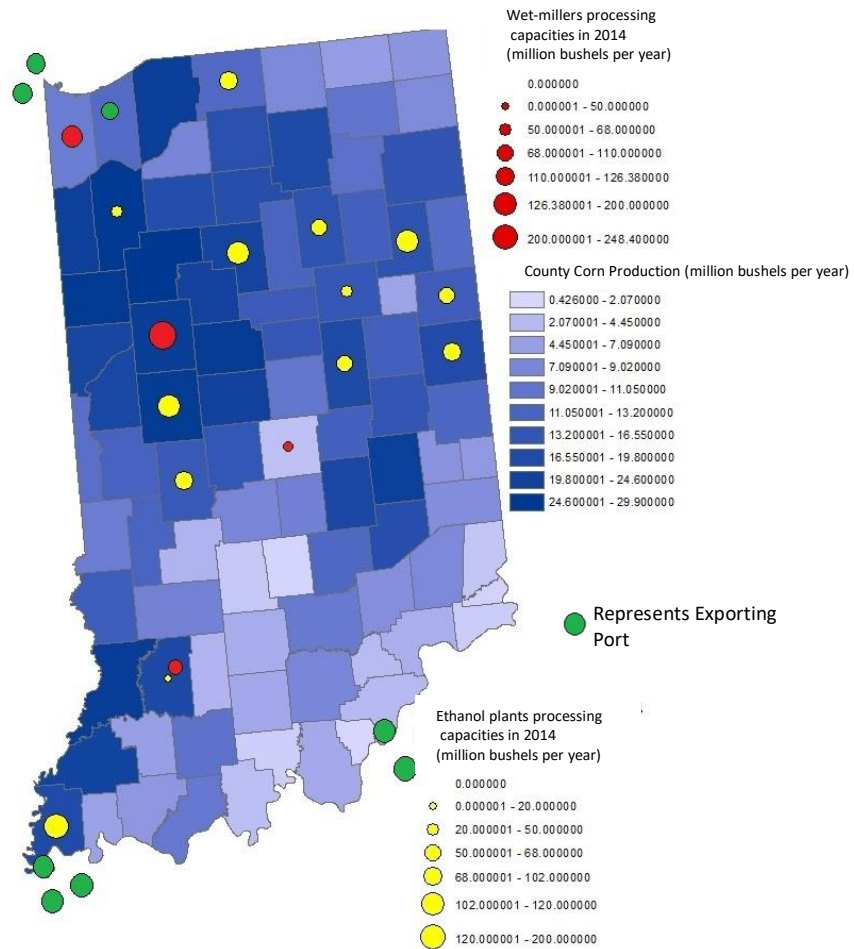 Wet-millers processing
capacities in 2014
(million bushels per year)
0.000000
0.000001 - 50.000000
50.000001 - 68.000000
68.000001 - 110.000000
110.000001 - 126.380000
126.380001 - 200.000000
200.000001 - 248.400000
County Corn Production (million bushels per year)
0.426000 - 2.070000
2.070001 - 4.450000
4.450001 - 7.090000
7.090001 - 9.020000
9.020001 - 11.050000
11.050001 - 13.200000
13.200001 - 16.550000
16.550001 - 19.800000
19.800001 - 24.600000
24.600001 - 29.900000
Represents Exporting
Port
Ethanol plants processing
capacities in 2014
(million bushels per year)
0.000000
0.000001 - 20.000000
20.000001 - 50.000000
50.000001 - 68.000000
68.000001 - 102.000000
102.000001 - 120.000000
120.000001 - 200.000000